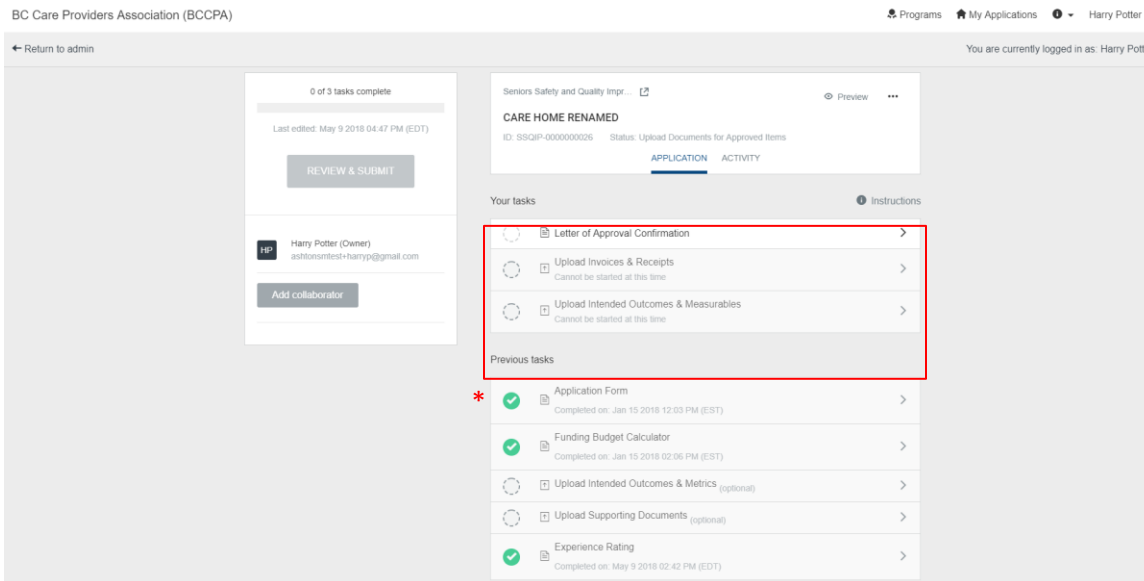 BC Care Providers Association (BCCPA)
Programs My Applications Harry Potter
Return to admin
You are currently logged in as: Harry Pott
0 of 3 tasks complete
Last edited: May 9 2018 04:47 PM (EDT)
REVIEW & SUBMIT
HP
Harry Potter (Owner)
ashtonsmtest+harryp@gmail.com
Add collaborator
Seniors Safety and Quality Impr...
Preview •••
CARE HOME RENAMED
ID: SSQIP-0000000026 Status: Upload Documents for Approved Items
APPLICATION ACTIVITY
Your tasks
Instructions
Letter of Approval Confirmation
Upload Invoices & Receipts
Cannot be started at this time
Upload Intended Outcomes & Measurables
Cannot be started at this time
Previous tasks
*
Application Form
Completed on: Jan 15 2018 12:03 PM (EST)
Funding Budget Calculator
Completed on: Jan 15 2018 02:06 PM (EST)
Upload Intended Outcomes & Metrics (optional)
Upload Supporting Documents (optional)
Experience Rating
Completed on: May 9 2018 02:42 PM (EDT)